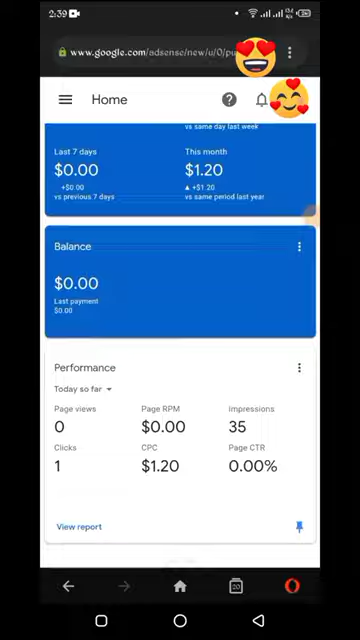 2:39
www.google.com/adsense/new/u/0/pu
Home
vs same day last week
Last 7 days
This month
$0.00
$1.20
+$0.00
▲ +$1.20
vs previous 7 days
vs same period last year
Balance
$0.00
Last payment
$0.00
Performance
Today so far
Page views
Page RPM
Impressions
0
$0.00
35
Clicks
CPC
Page CTR
1
$1.20
0.00%
View report
20